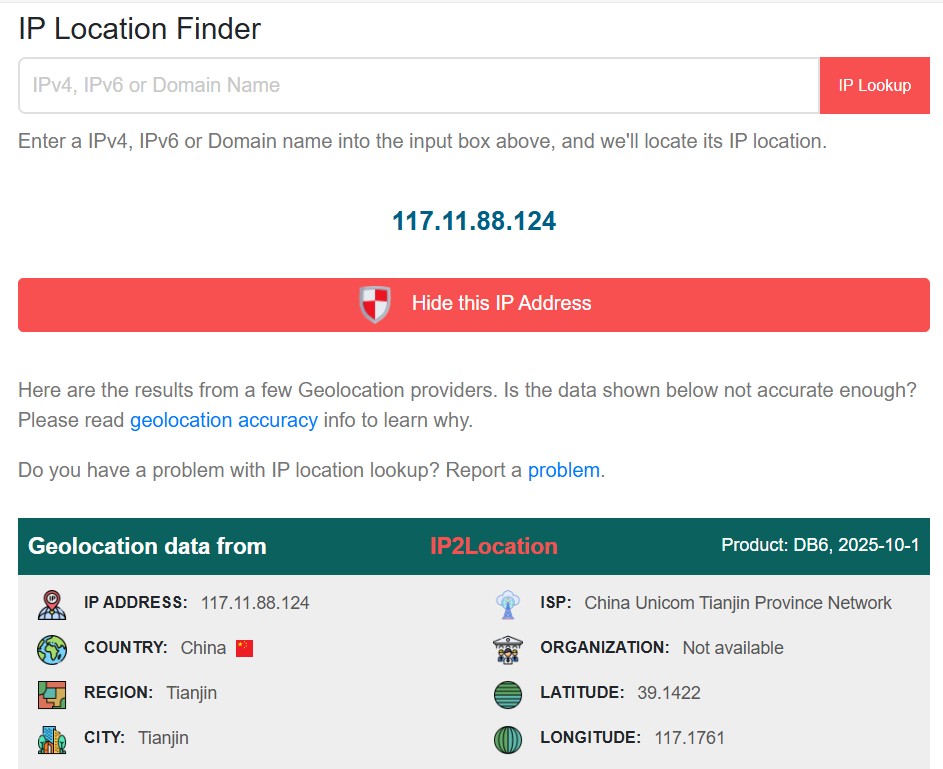 IP Location Finder
IPv4, IPv6 or Domain Name
IP Lookup
Enter a IPv4, IPv6 or Domain name into the input box above, and we'll locate its IP location.
117.11.88.124
Hide this IP Address
Here are the results from a few Geolocation providers. Is the data shown below not accurate enough?
Please read geolocation accuracy info to learn why.
Do you have a problem with IP location lookup? Report a problem.
Geolocation data from IP2Location Product: DB6, 2025-10-1
IP ADDRESS: 117.11.88.124
ISP: China Unicom Tianjin Province Network
COUNTRY: China
ORGANIZATION: Not available
REGION: Tianjin
LATITUDE: 39.1422
CITY: Tianjin
LONGITUDE: 117.1761